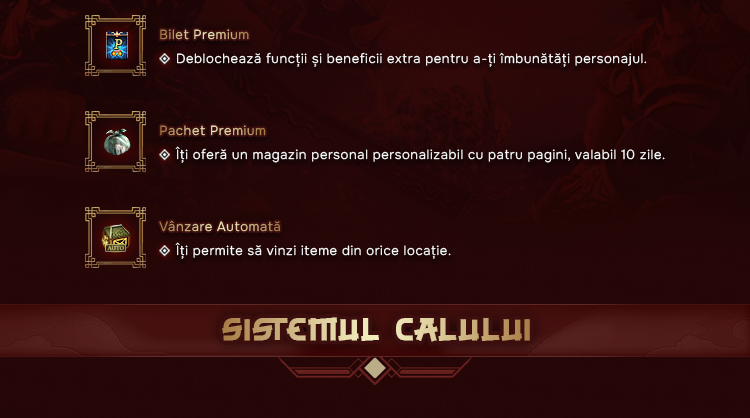 Bilet Premium
Deblochează funcții și beneficii extra pentru a-ți îmbunătăți personajul.
Pachet Premium
Îți oferă un magazin personal personalizabil cu patru pagini, valabil 10 zile.
Vânzare Automată
AUTO
Îți permite să vinzi iteme din orice locație.
SISTEMUL CALULUI